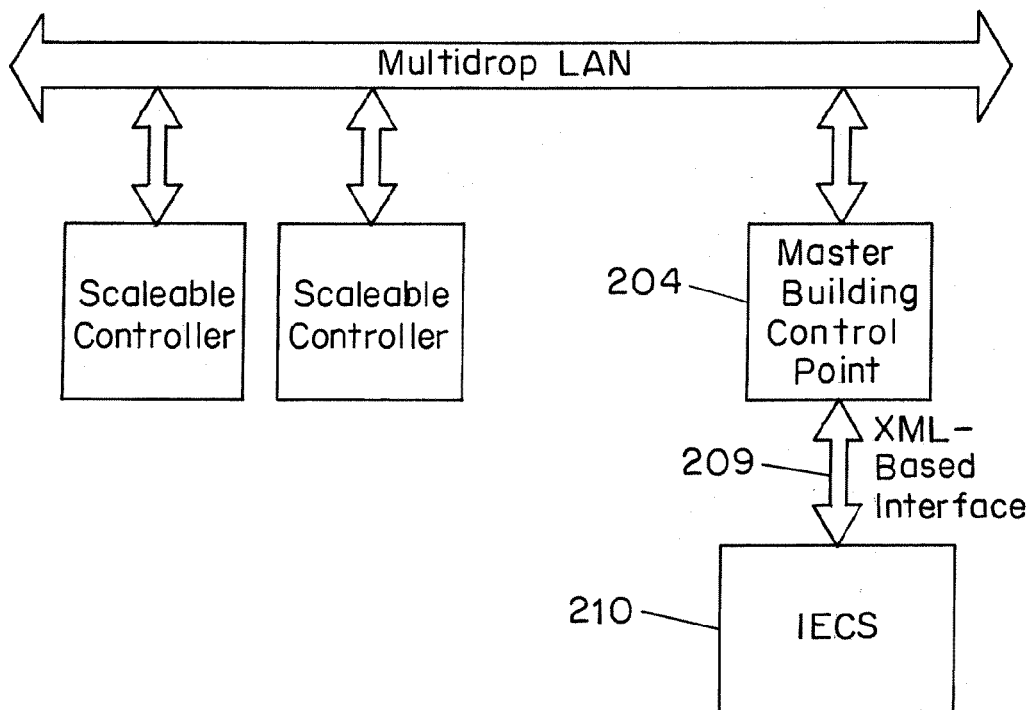 Multidrop LAN
Scaleable
Controller
Scaleable
Controller
204
Master
Building
Control
Point
209
XML-
Based
Interface
210
IECS